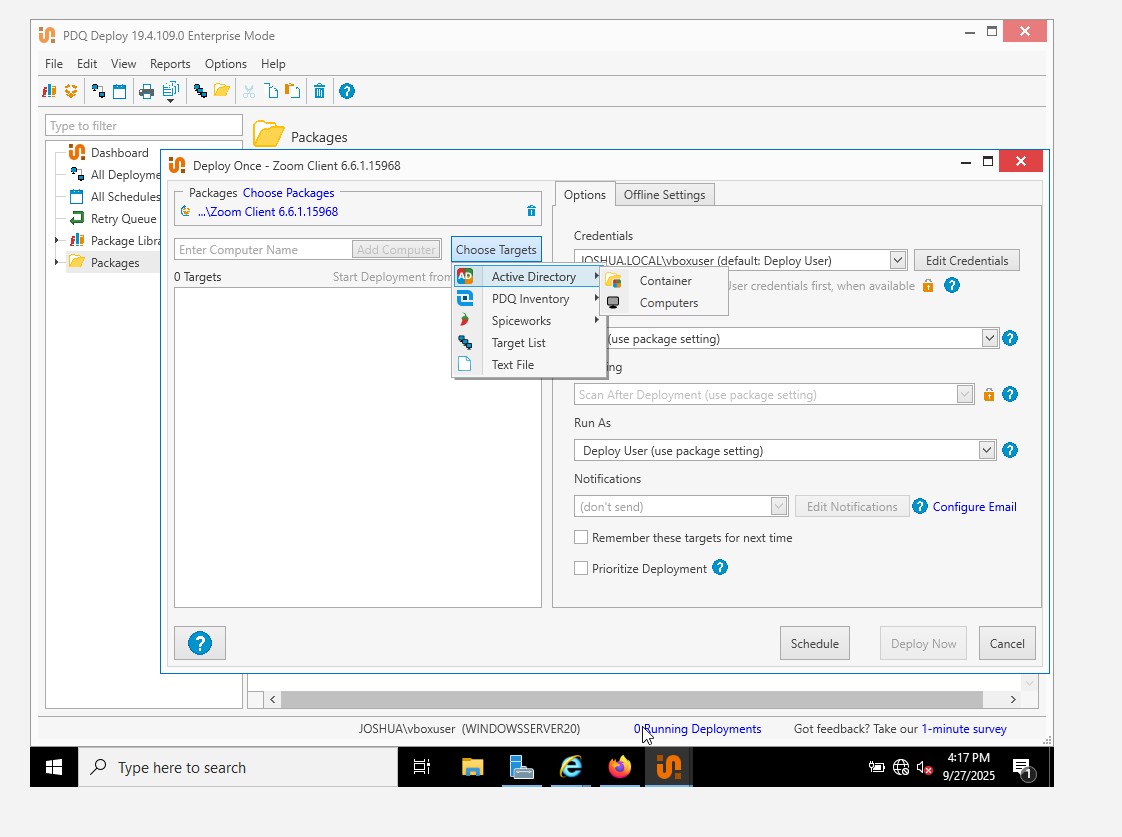 PDQ Deploy 19.4.109.0 Enterprise Mode
File Edit View Reports Options Help
Type to filter
Packages
Dashboard
All Deployme
All Schedules
Retry Queue
Package Libra
Packages
Deploy Once - Zoom Client 6.6.1.15968
Packages Choose Packages
...\Zoom Client 6.6.1.15968
Enter Computer Name Add Computer Choose Targets
0 Targets Start Deployment from
AD Active Directory
PDQ Inventory
Spiceworks
Target List
Text File
Container
Computers
Options Offline Settings
Credentials
JOSHUA.LOCAL\vboxuser (default: Deploy User) Edit Credentials
User credentials first, when available
(use package setting)
Scan After Deployment (use package setting)
Run As
Deploy User (use package setting)
Notifications
(don't send) Edit Notifications Configure Email
Remember these targets for next time
Prioritize Deployment
Schedule Deploy Now Cancel
JOSHUA\vboxuser (WINDOWSSERVER20) 0 Running Deployments Got feedback? Take our 1-minute survey
Type here to search
4:17 PM
9/27/2025
1